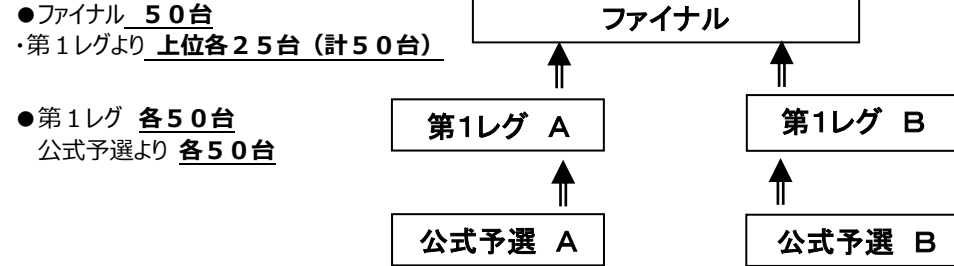 ●ファイナル　５０台
・第１レグより 上位各２５台（計５０台）
●第１レグ　各５０台
公式予選より 各５０台
ファイナル
第1レグ　A
第1レグ　B
公式予選　A
公式予選　B